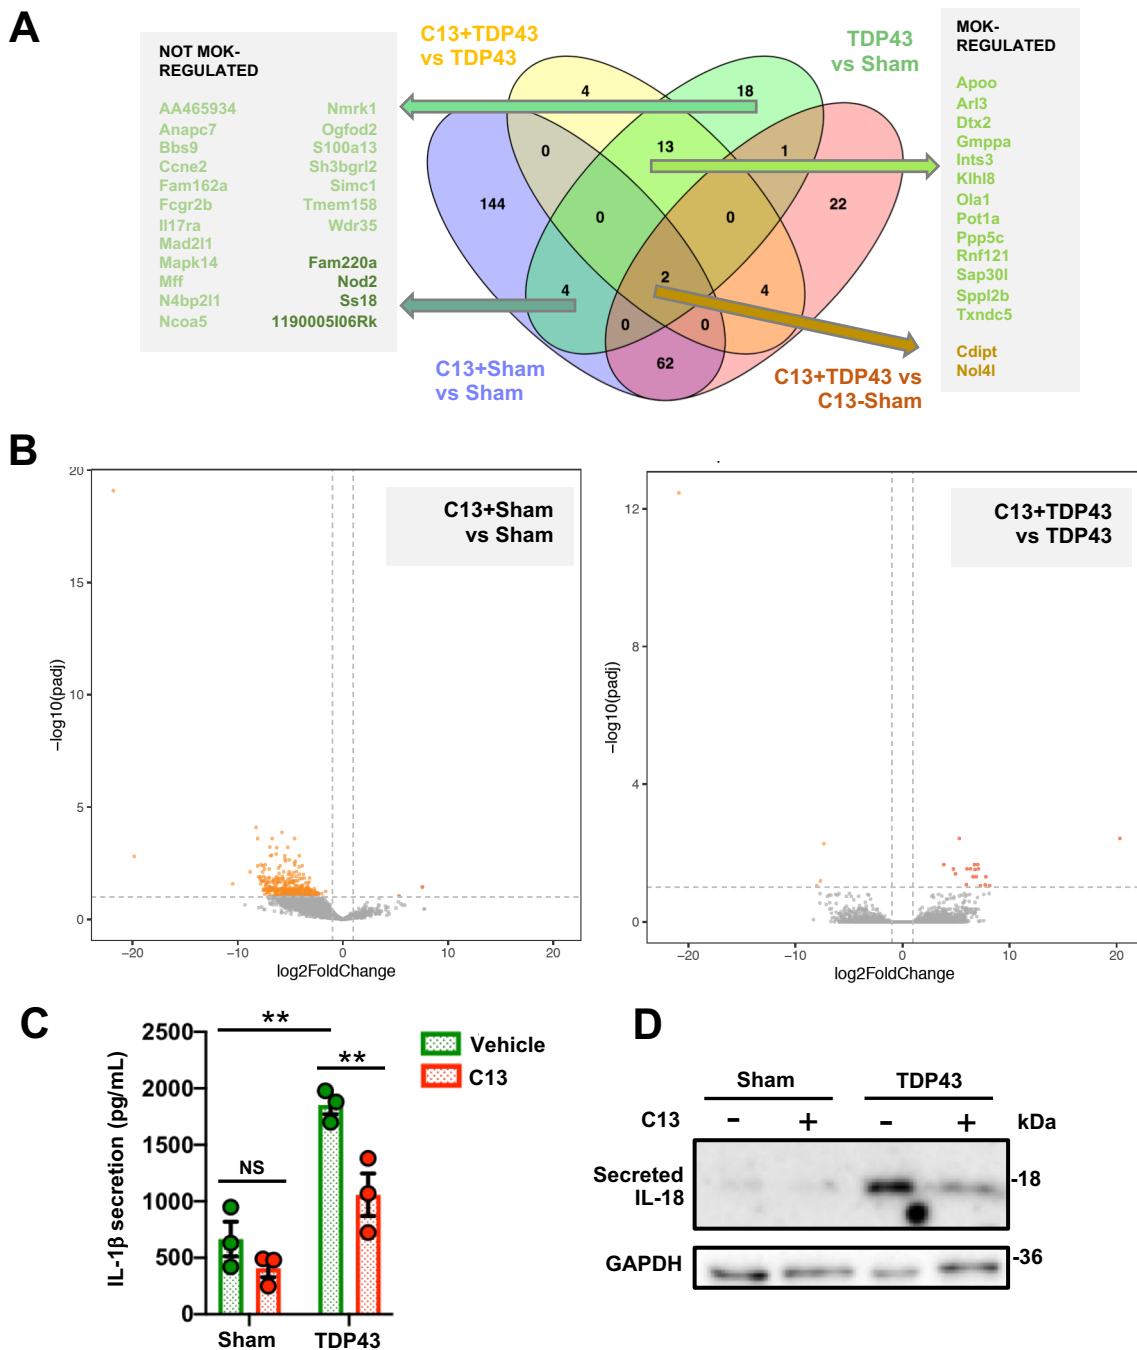 A
NOT MOK-
REGULATED
AA465934 Nmrk1
Anapc7 Ogfod2
Bbs9 S100a13
Ccne2 Sh3bgrl2
Fam162a Simc1
Fcgr2b Tmem158
Il17ra Wdr35
Mad2l1
Mapk14 Fam220a
Mff Nod2
N4bp2l1 Ss18
Ncoa5 1190005I06Rk
C13+TDP43
vs TDP43
TDP43
vs Sham
4
18
0
13
1
144
0
0
22
4
2
4
0
0
62
C13+Sham
vs Sham
C13+TDP43 vs
C13-Sham
MOK-
REGULATED
Apoo
Arl3
Dtx2
Gmppa
Ints3
Klhl8
Ola1
Pot1a
Ppp5c
Rnf121
Sap30l
Sppl2b
Txndc5
Cdipt
Nol4l
B
20
15
10
5
0
−log10(padj)
C13+Sham
vs Sham
−20 −10 0 10 20
log2FoldChange
12
8
4
0
−log10(padj)
C13+TDP43
vs TDP43
−20 −10 0 10
log2FoldChange
C
2500
2000
1500
1000
500
0
IL-1β secretion (pg/mL)
**
**
NS
Vehicle
C13
Sham TDP43
D
Sham TDP43
C13 - + - + kDa
Secreted
IL-18
-18
GAPDH
-36